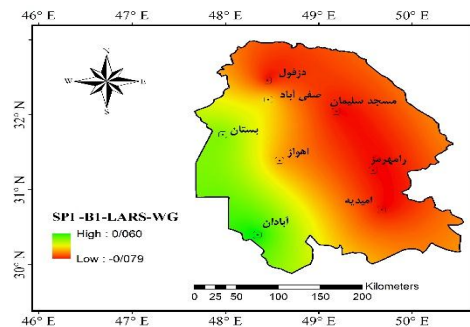 46° E 47° E 48° E 49° E 50° E
N
W E
S
32° N
31° N
30° N
دزفول
صفی آباد
مسجد سلیمان
بستان
اهواز
رامهرمز
امیدیه
آبادان
SPI -B1-LARS-WG
High : 0/060
Low : -0/079
0 25 50 100 150 200
Kilometers
46° E 47° E 48° E 49° E 50° E